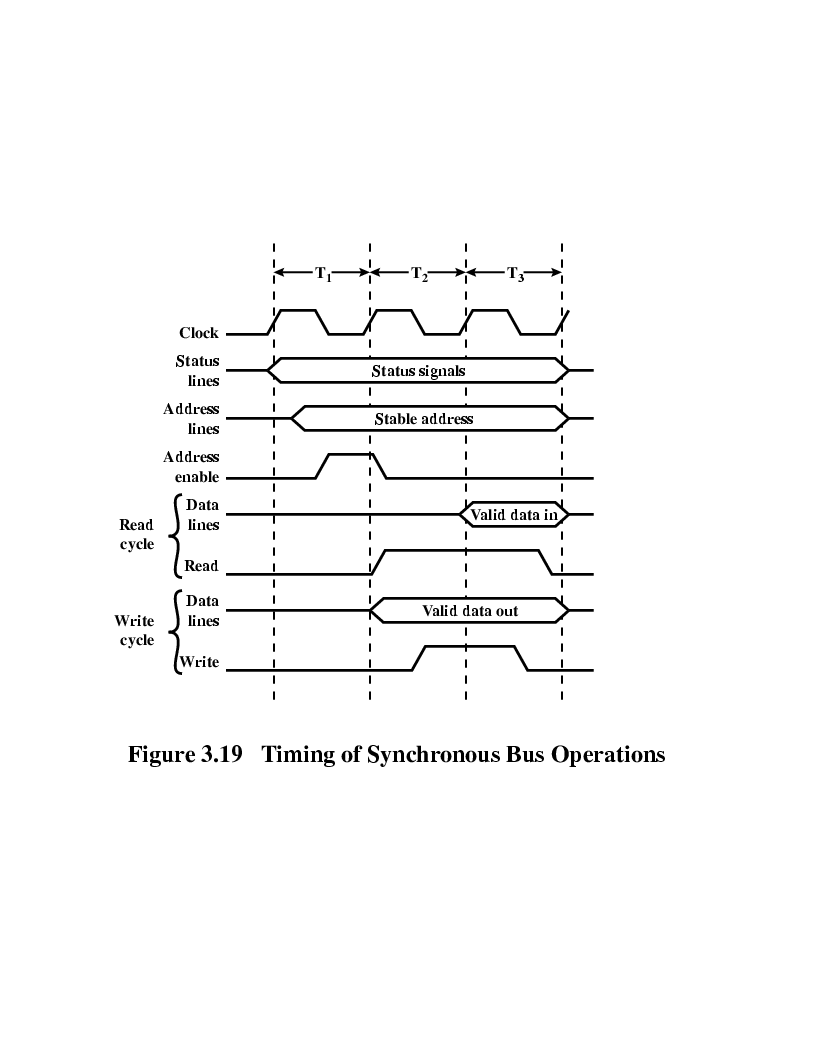 T1 T2 T3
Clock
Status
lines
Status signals
Address
lines
Stable address
Address
enable
Read
cycle
Data
lines
Valid data in
Read
Write
cycle
Data
lines
Valid data out
Write
Figure 3.19 Timing of Synchronous Bus Operations